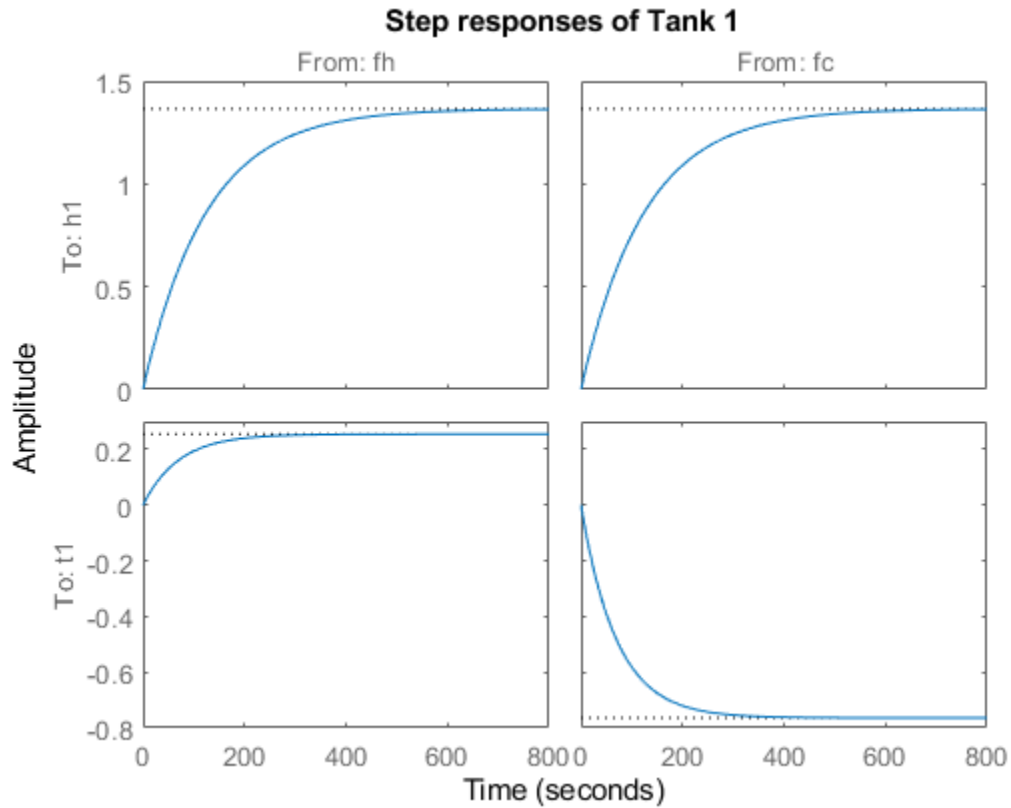 Step responses of Tank 1
From: fh
From: fc
To: h1
1.5
1
0.5
0
Amplitude
To: t1
0.2
0
-0.2
-0.4
-0.6
-0.8
0 200 400 600 800
0 200 400 600 800
Time (seconds)